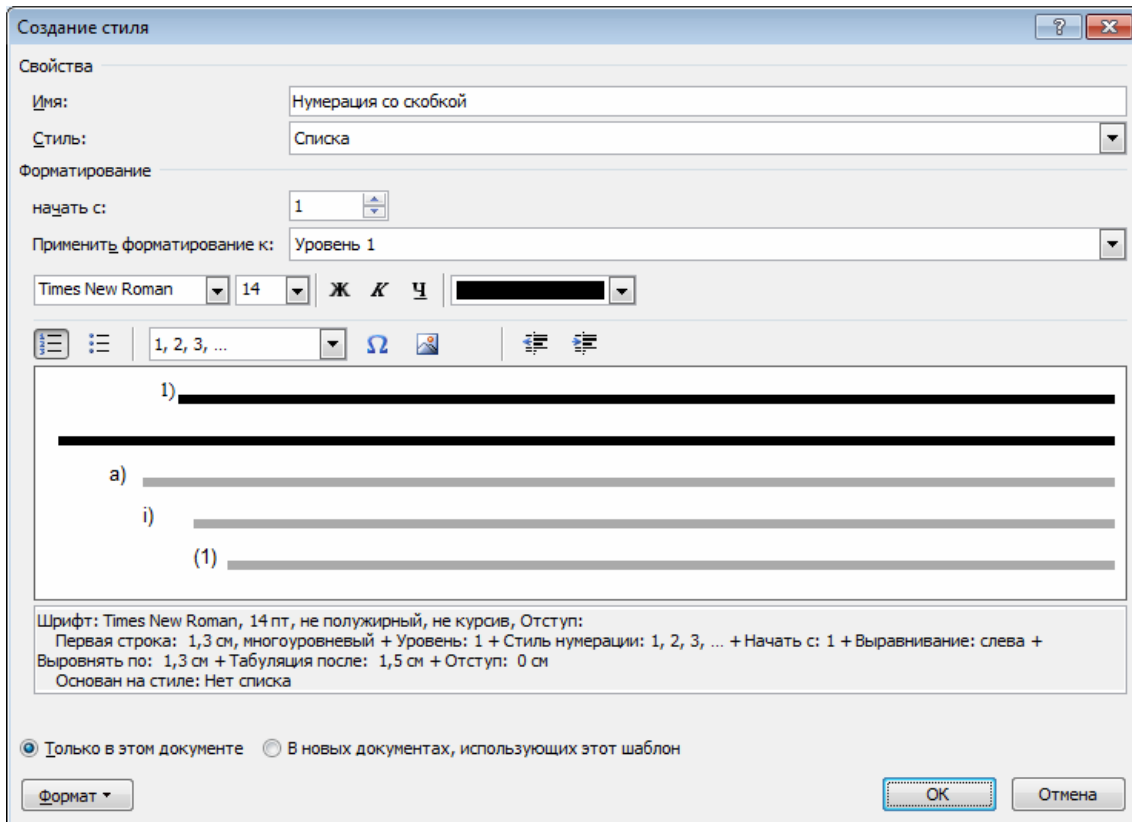 Создание стиля
Свойства
Имя: Нумерация со скобкой
Стиль: Списка
Форматирование
начать с: 1
Применить форматирование к: Уровень 1
Times New Roman 14 Ж К Ч
1, 2, 3, ... Ω
1)
a)
i)
(1)
Шрифт: Times New Roman, 14 пт, не полужирный, не курсив, Отступ:
Первая строка: 1,3 см, многоуровневый + Уровень: 1 + Стиль нумерации: 1, 2, 3, ... + Начать с: 1 + Выравнивание: слева +
Выровнять по: 1,3 см + Табуляция после: 1,5 см + Отступ: 0 см
Основан на стиле: Нет списка
Только в этом документе В новых документах, использующих этот шаблон
Формат ОК Отмена